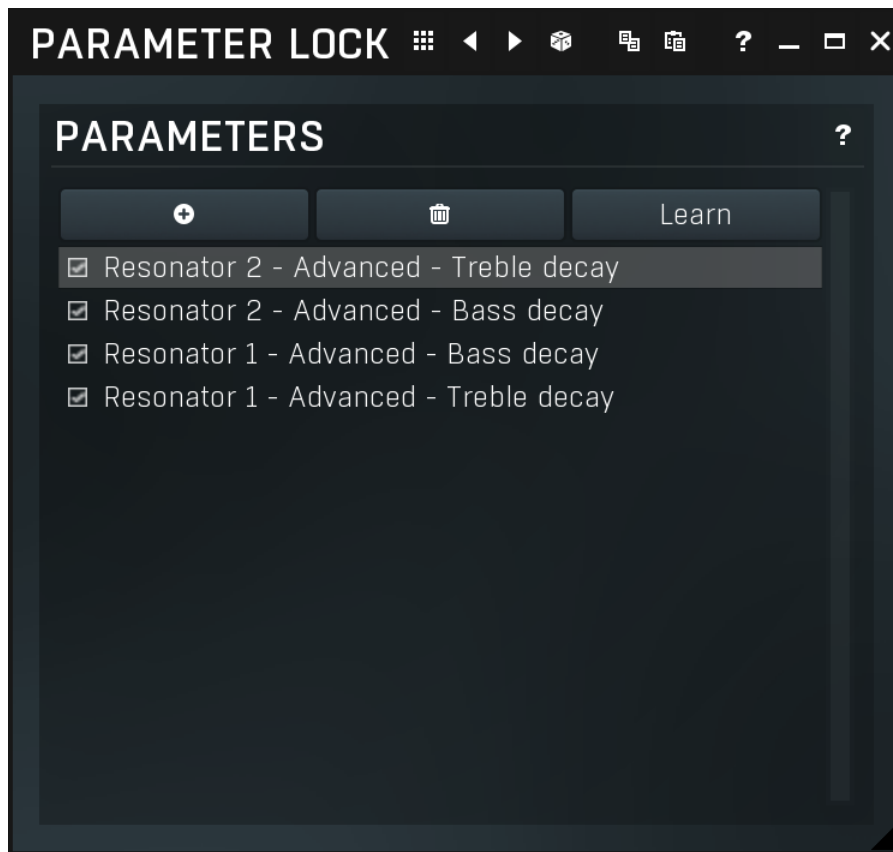 PARAMETER LOCK ?
PARAMETERS ?
Learn
Resonator 2 - Advanced - Treble decay
Resonator 2 - Advanced - Bass decay
Resonator 1 - Advanced - Bass decay
Resonator 1 - Advanced - Treble decay